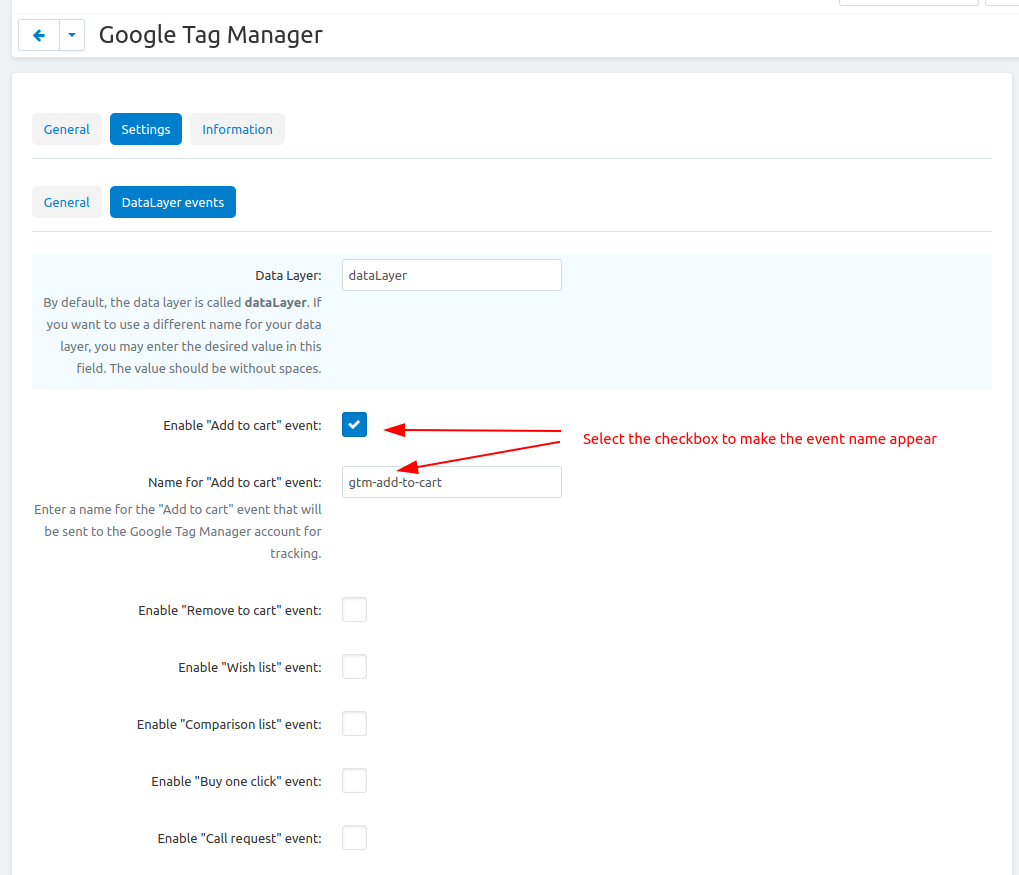 Google Tag Manager
General
Settings
Information
General
DataLayer events
Data Layer:
dataLayer
By default, the data layer is called dataLayer. If
you want to use a different name for your data
layer, you may enter the desired value in this
field. The value should be without spaces.
Enable "Add to cart" event:
Select the checkbox to make the event name appear
Name for "Add to cart" event:
gtm-add-to-cart
Enter a name for the "Add to cart" event that will
be sent to the Google Tag Manager account for
tracking.
Enable "Remove to cart" event:
Enable "Wish list" event:
Enable "Comparison list" event:
Enable "Buy one click" event:
Enable "Call request" event: